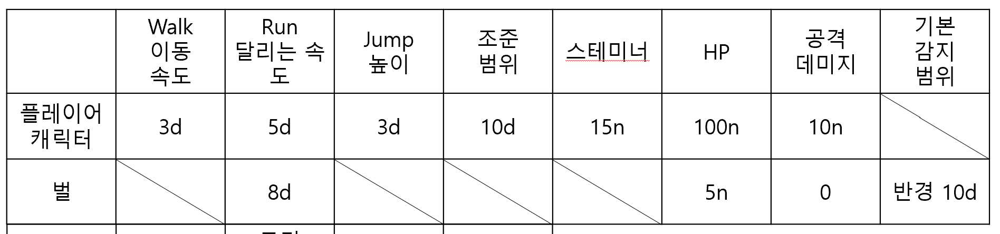 Walk
이동
속도
Run
달리는 속
도
Jump
높이
조준
범위
스테미너
HP
공격
데미지
기본
감지
범위
플레이어
캐릭터
3d
5d
3d
10d
15n
100n
10n
벌
8d
5n
0
반경 10d